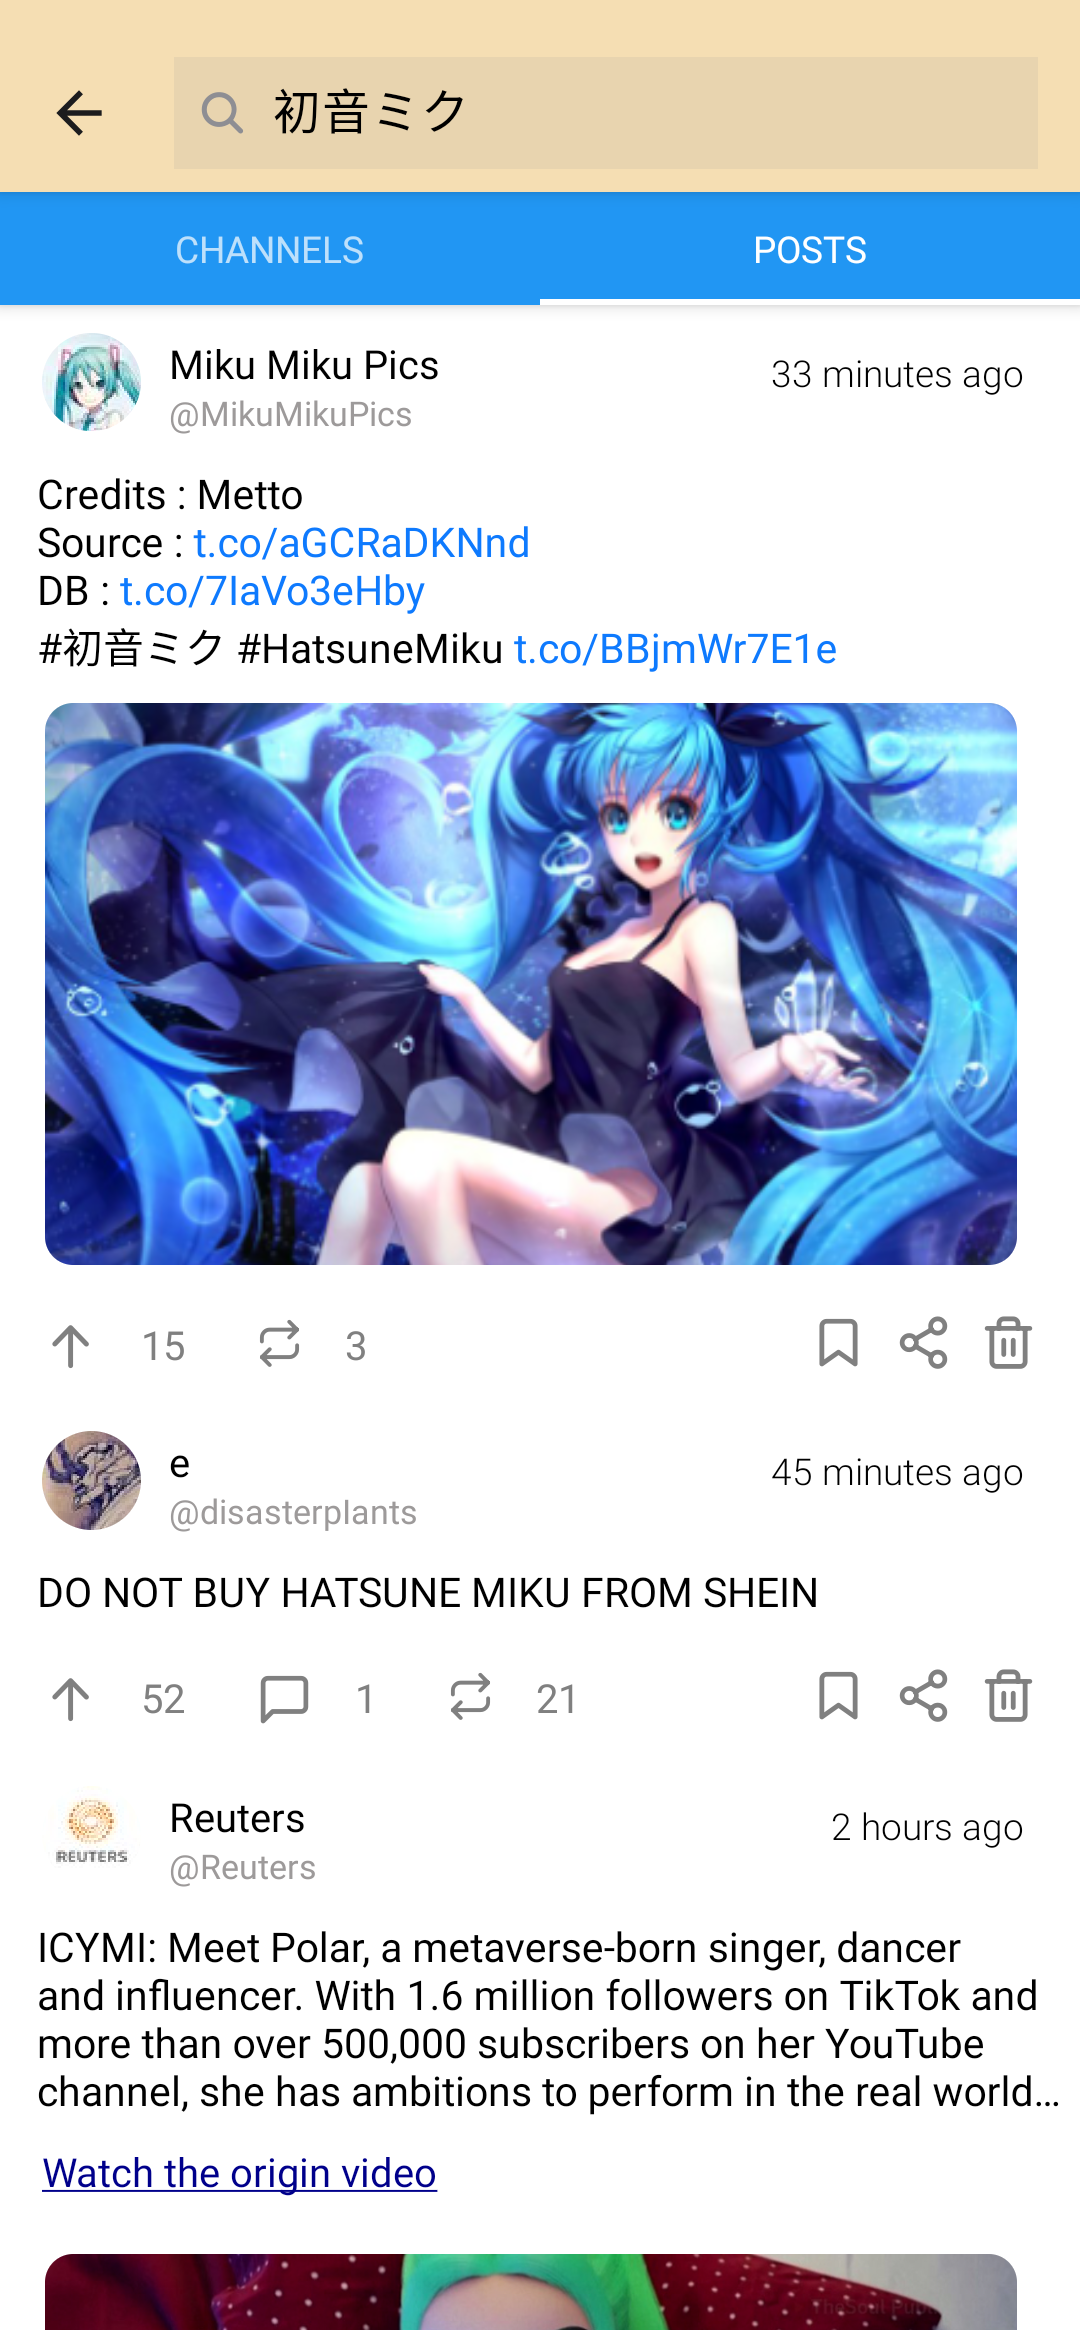 初音ミク
CHANNELS
POSTS
Miku Miku Pics
33 minutes ago
@MikuMikuPics
Credits : Metto
Source : t.co/aGCRaDKNnd
DB : t.co/7IaVo3eHby
#初音ミク #HatsuneMiku t.co/BBjmWr7E1e
15
3
e
45 minutes ago
@disasterplants
DO NOT BUY HATSUNE MIKU FROM SHEIN
52
1
21
REUTERS
Reuters
2 hours ago
@Reuters
ICYMI: Meet Polar, a metaverse-born singer, dancer
and influencer. With 1.6 million followers on TikTok and
more than over 500,000 subscribers on her YouTube
channel, she has ambitions to perform in the real world...
Watch the origin video
TheSoul